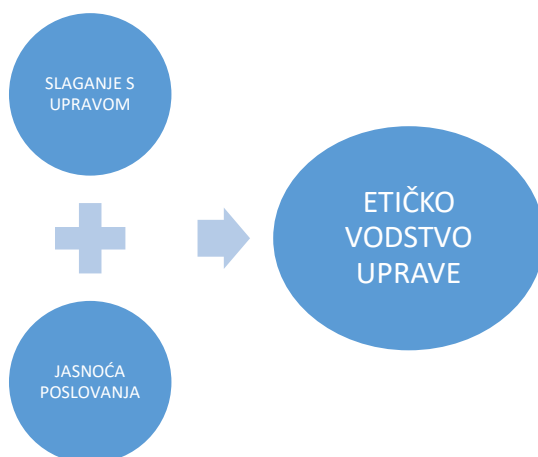 SLAGANJE S
UPRAVOM
ETIČKO
VODSTVO
UPRAVE
JASNOĆA
POSLOVANJA